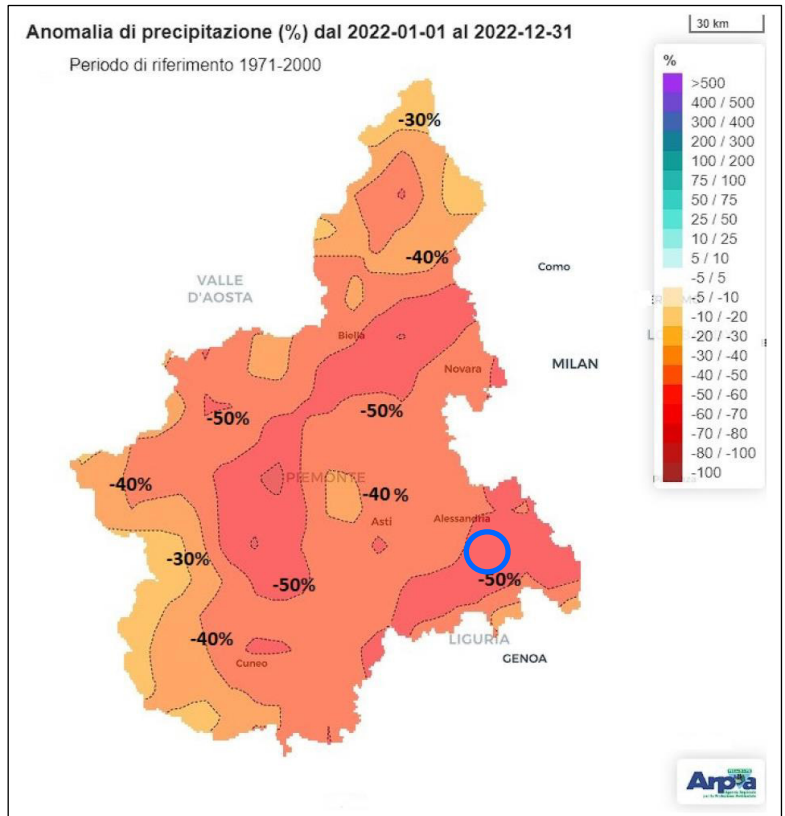 Anomalia di precipitazione (%) dal 2022-01-01 al 2022-12-31
Periodo di riferimento 1971-2000
30 km
%
>500
400 / 500
300 / 400
200 / 300
100 / 200
75 / 100
50 / 75
25 / 50
10 / 25
5 / 10
-5 / 5
-5 / -10
-10 / -20
-20 / -30
-30 / -40
-40 / -50
-50 / -60
-60 / -70
-70 / -80
-80 / -100
-100
-30%
-40%
Como
VALLE
D'AOSTA
Biella
MILAN
Novara
-50%
-50%
PIEMONTE
-40%
-40 %
Asti
Alessandria
-30%
-50%
-50%
-40%
LIGURIA
Cuneo
GENOA
Arpa